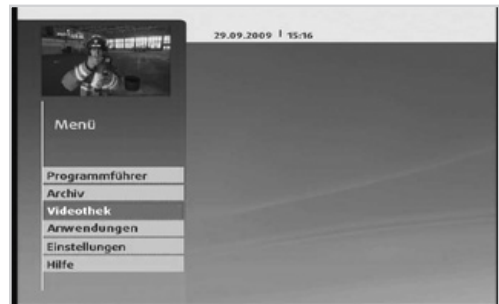 29.09.2009 | 15:16
Menü
Programmführer
Archiv
Videothek
Anwendungen
Einstellungen
Hilfe